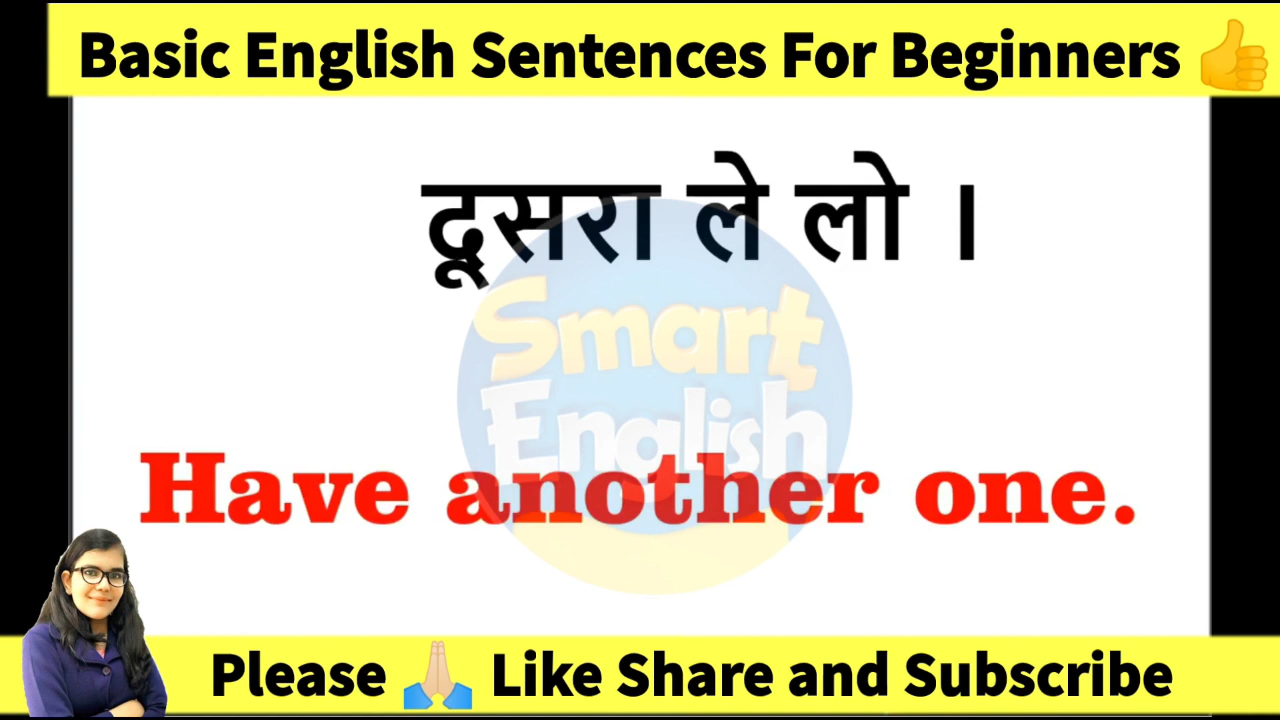 Basic English Sentences For Beginners
दूसरा ले लो ।
Smart
English
Have another one.
Please 🙏 Like Share and Subscribe